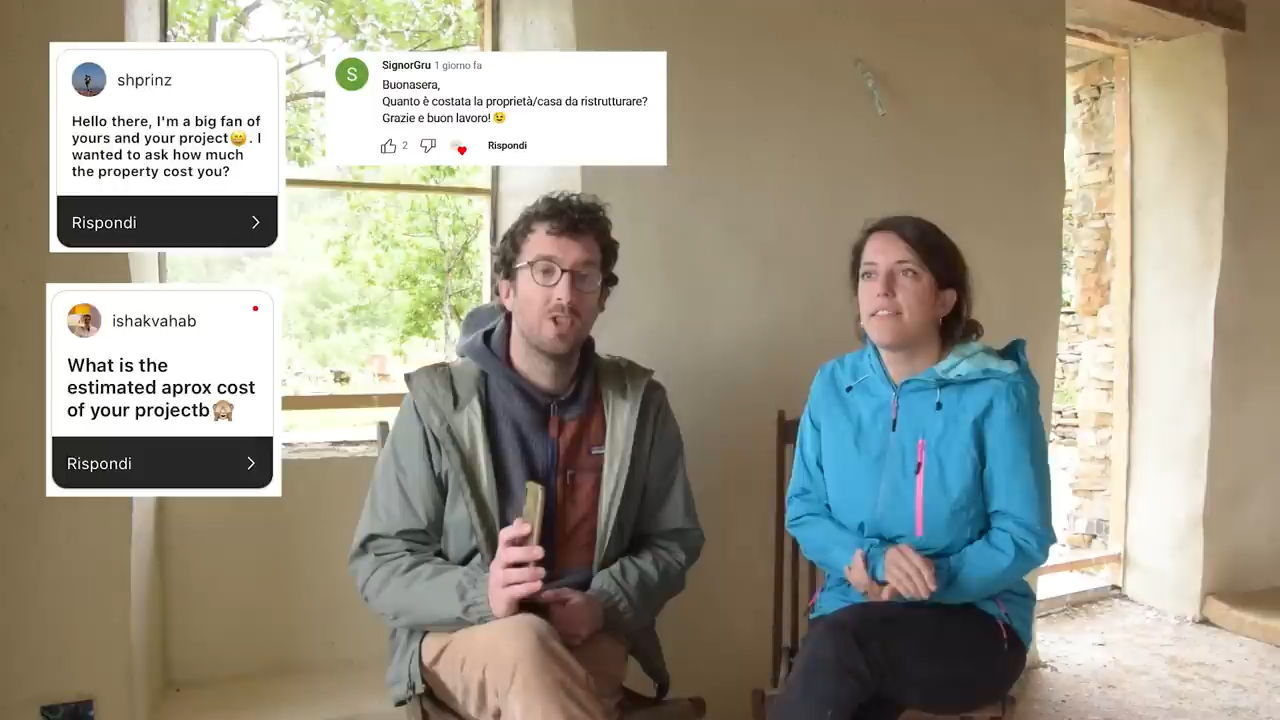 shprinz
Hello there, I'm a big fan of
yours and your project😄. I
wanted to ask how much
the property cost you?
Rispondi
SignorGru 1 giorno fa
Buonasera,
Quanto è costata la proprietà/casa da ristrutturare?
Grazie e buon lavoro!😉
2
Rispondi
ishakvahab
What is the
estimated aprox cost
of your projectb🙈
Rispondi
S